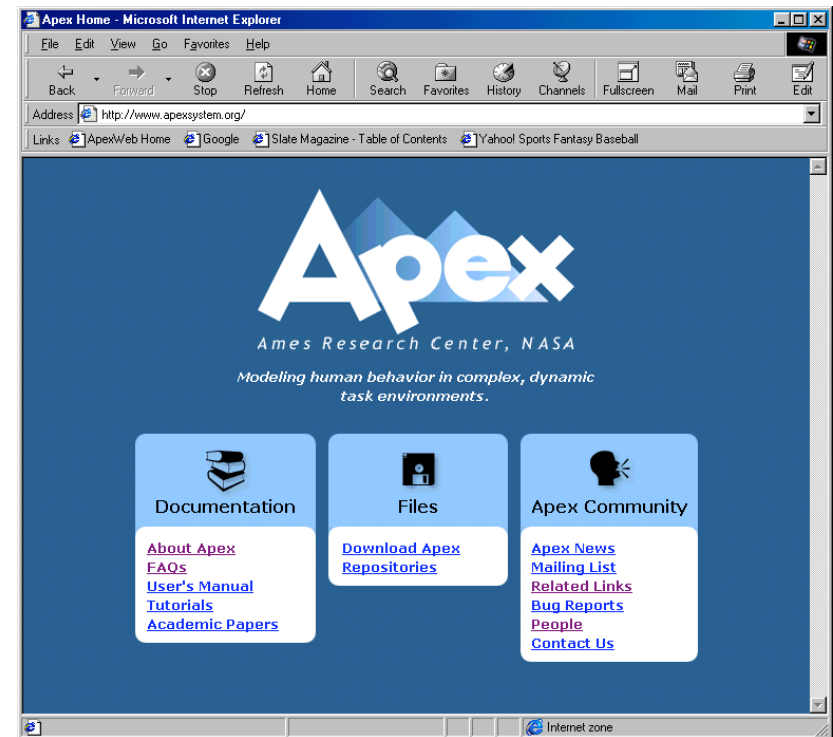 Apex Home - Microsoft Internet Explorer
File Edit View Go Favorites Help
Back Forward Stop Refresh Home Search Favorites History Channels Fullscreen Mail Print Edit
Address http://www.apexsystem.org/
Links ApexWeb Home Google Slate Magazine - Table of Contents Yahoo! Sports Fantasy Baseball
Apex
Ames Research Center, NASA
Modeling human behavior in complex, dynamic
task environments.
Documentation
About Apex
FAQs
User's Manual
Tutorials
Academic Papers
Files
Download Apex
Repositories
Apex Community
Apex News
Mailing List
Related Links
Bug Reports
People
Contact Us
Internet zone